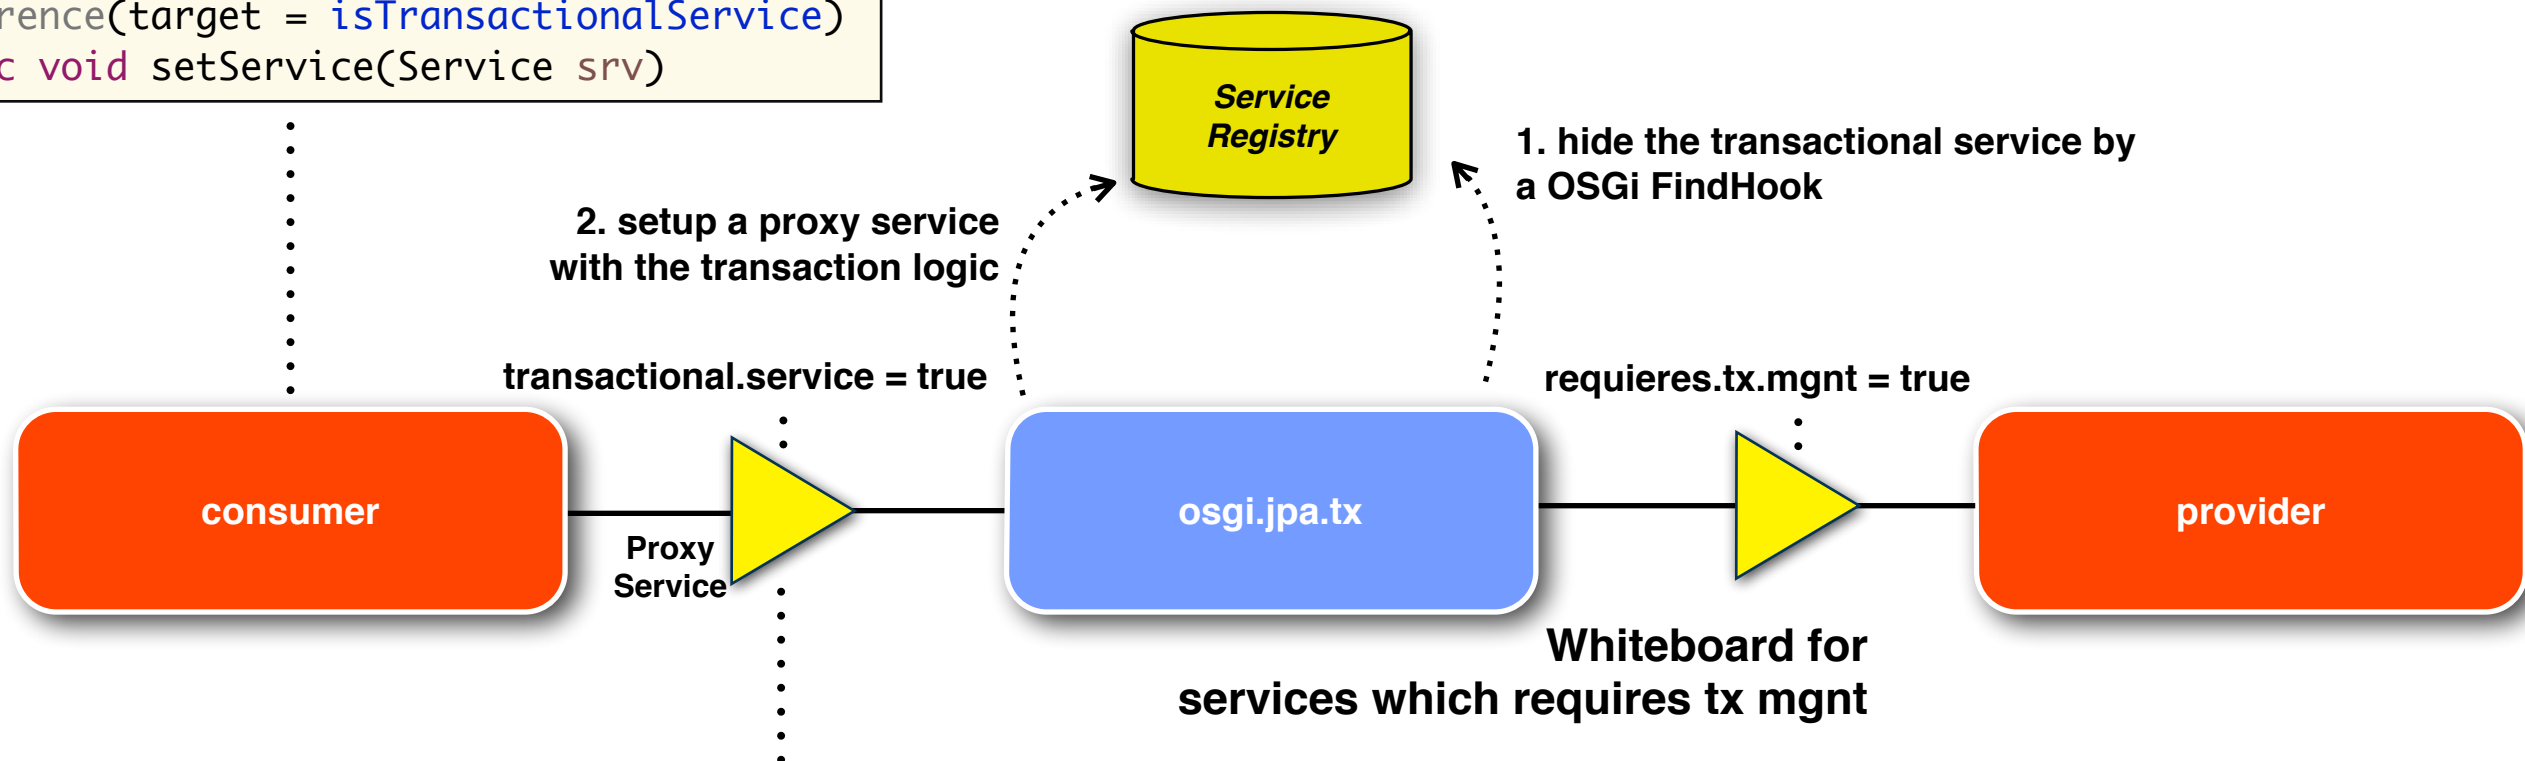 rence(target = isTransactionalService)
c void setService(Service srv)
Service
Registry
1. hide the transactional service by
a OSGi FindHook
2. setup a proxy service
with the transaction logic
transactional.service = true
requieres.tx.mgnt = true
consumer
osgi.jpa.tx
provider
Proxy
Service
Whiteboard for
services which requires tx mgnt